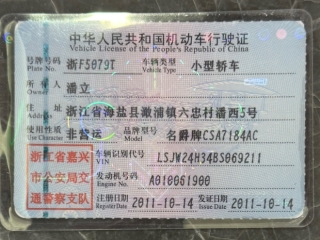 中华人民共和国机动车行驶证
Vehicle License of the People's Republic of China
号牌号码 浙F5079T 车辆类型 小型轿车
Plate No. Vehicle Type
所有人 潘立
住址 浙江省海盐县澉浦镇六忠村潘西5号
使用性质 非营运 品牌型号 名爵牌CSA7184AC
浙江省嘉兴市公安局交通警察支队
车辆识别代号 LSJW24H34BS069211
VIN
发动机号码 A010061900
Engine No.
注册日期 2011-10-14 发证日期 2011-10-14
Register Date Issue Date